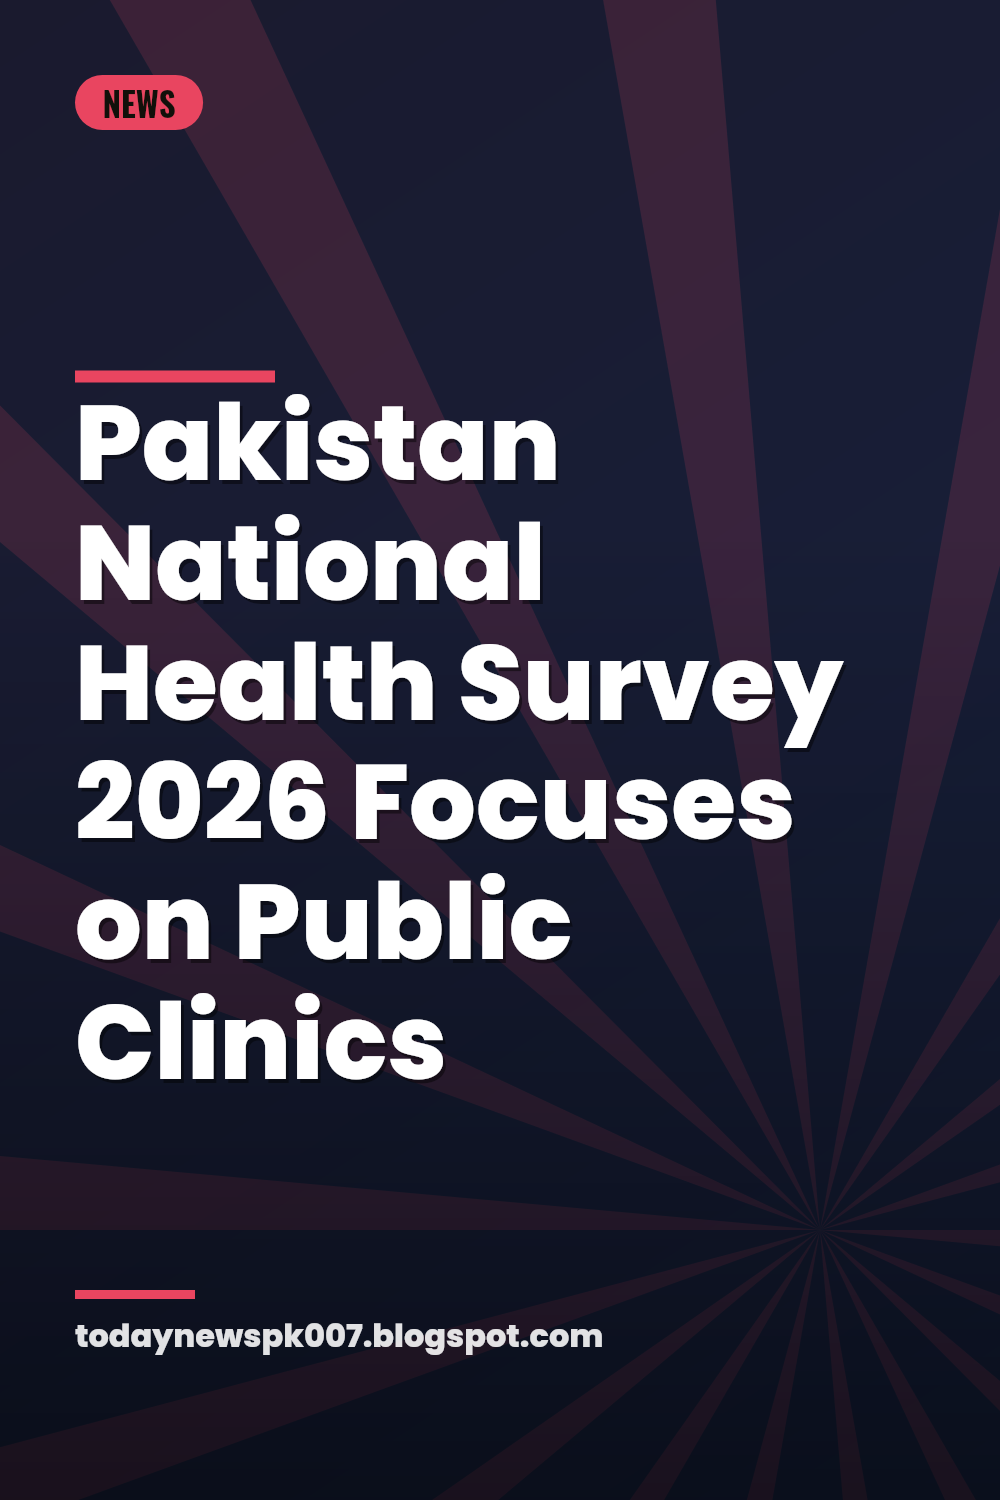 NEWS
Pakistan
National
Health Survey
2026 Focuses
on Public
Clinics
todaynewspk007.blogspot.com